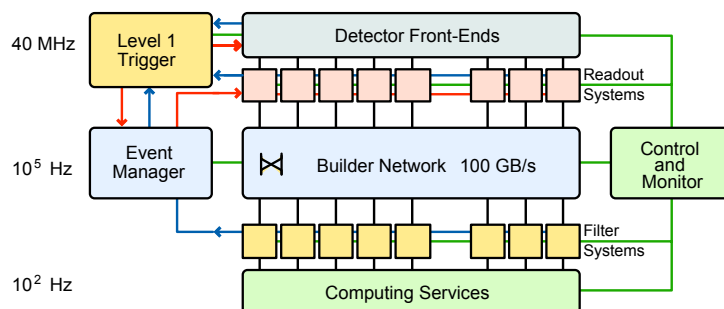 40 MHz
Level 1
Trigger
Detector Front-Ends
Readout
Systems
10⁵ Hz
Event
Manager
Builder Network 100 GB/s
Control
and
Monitor
Filter
Systems
10² Hz
Computing Services